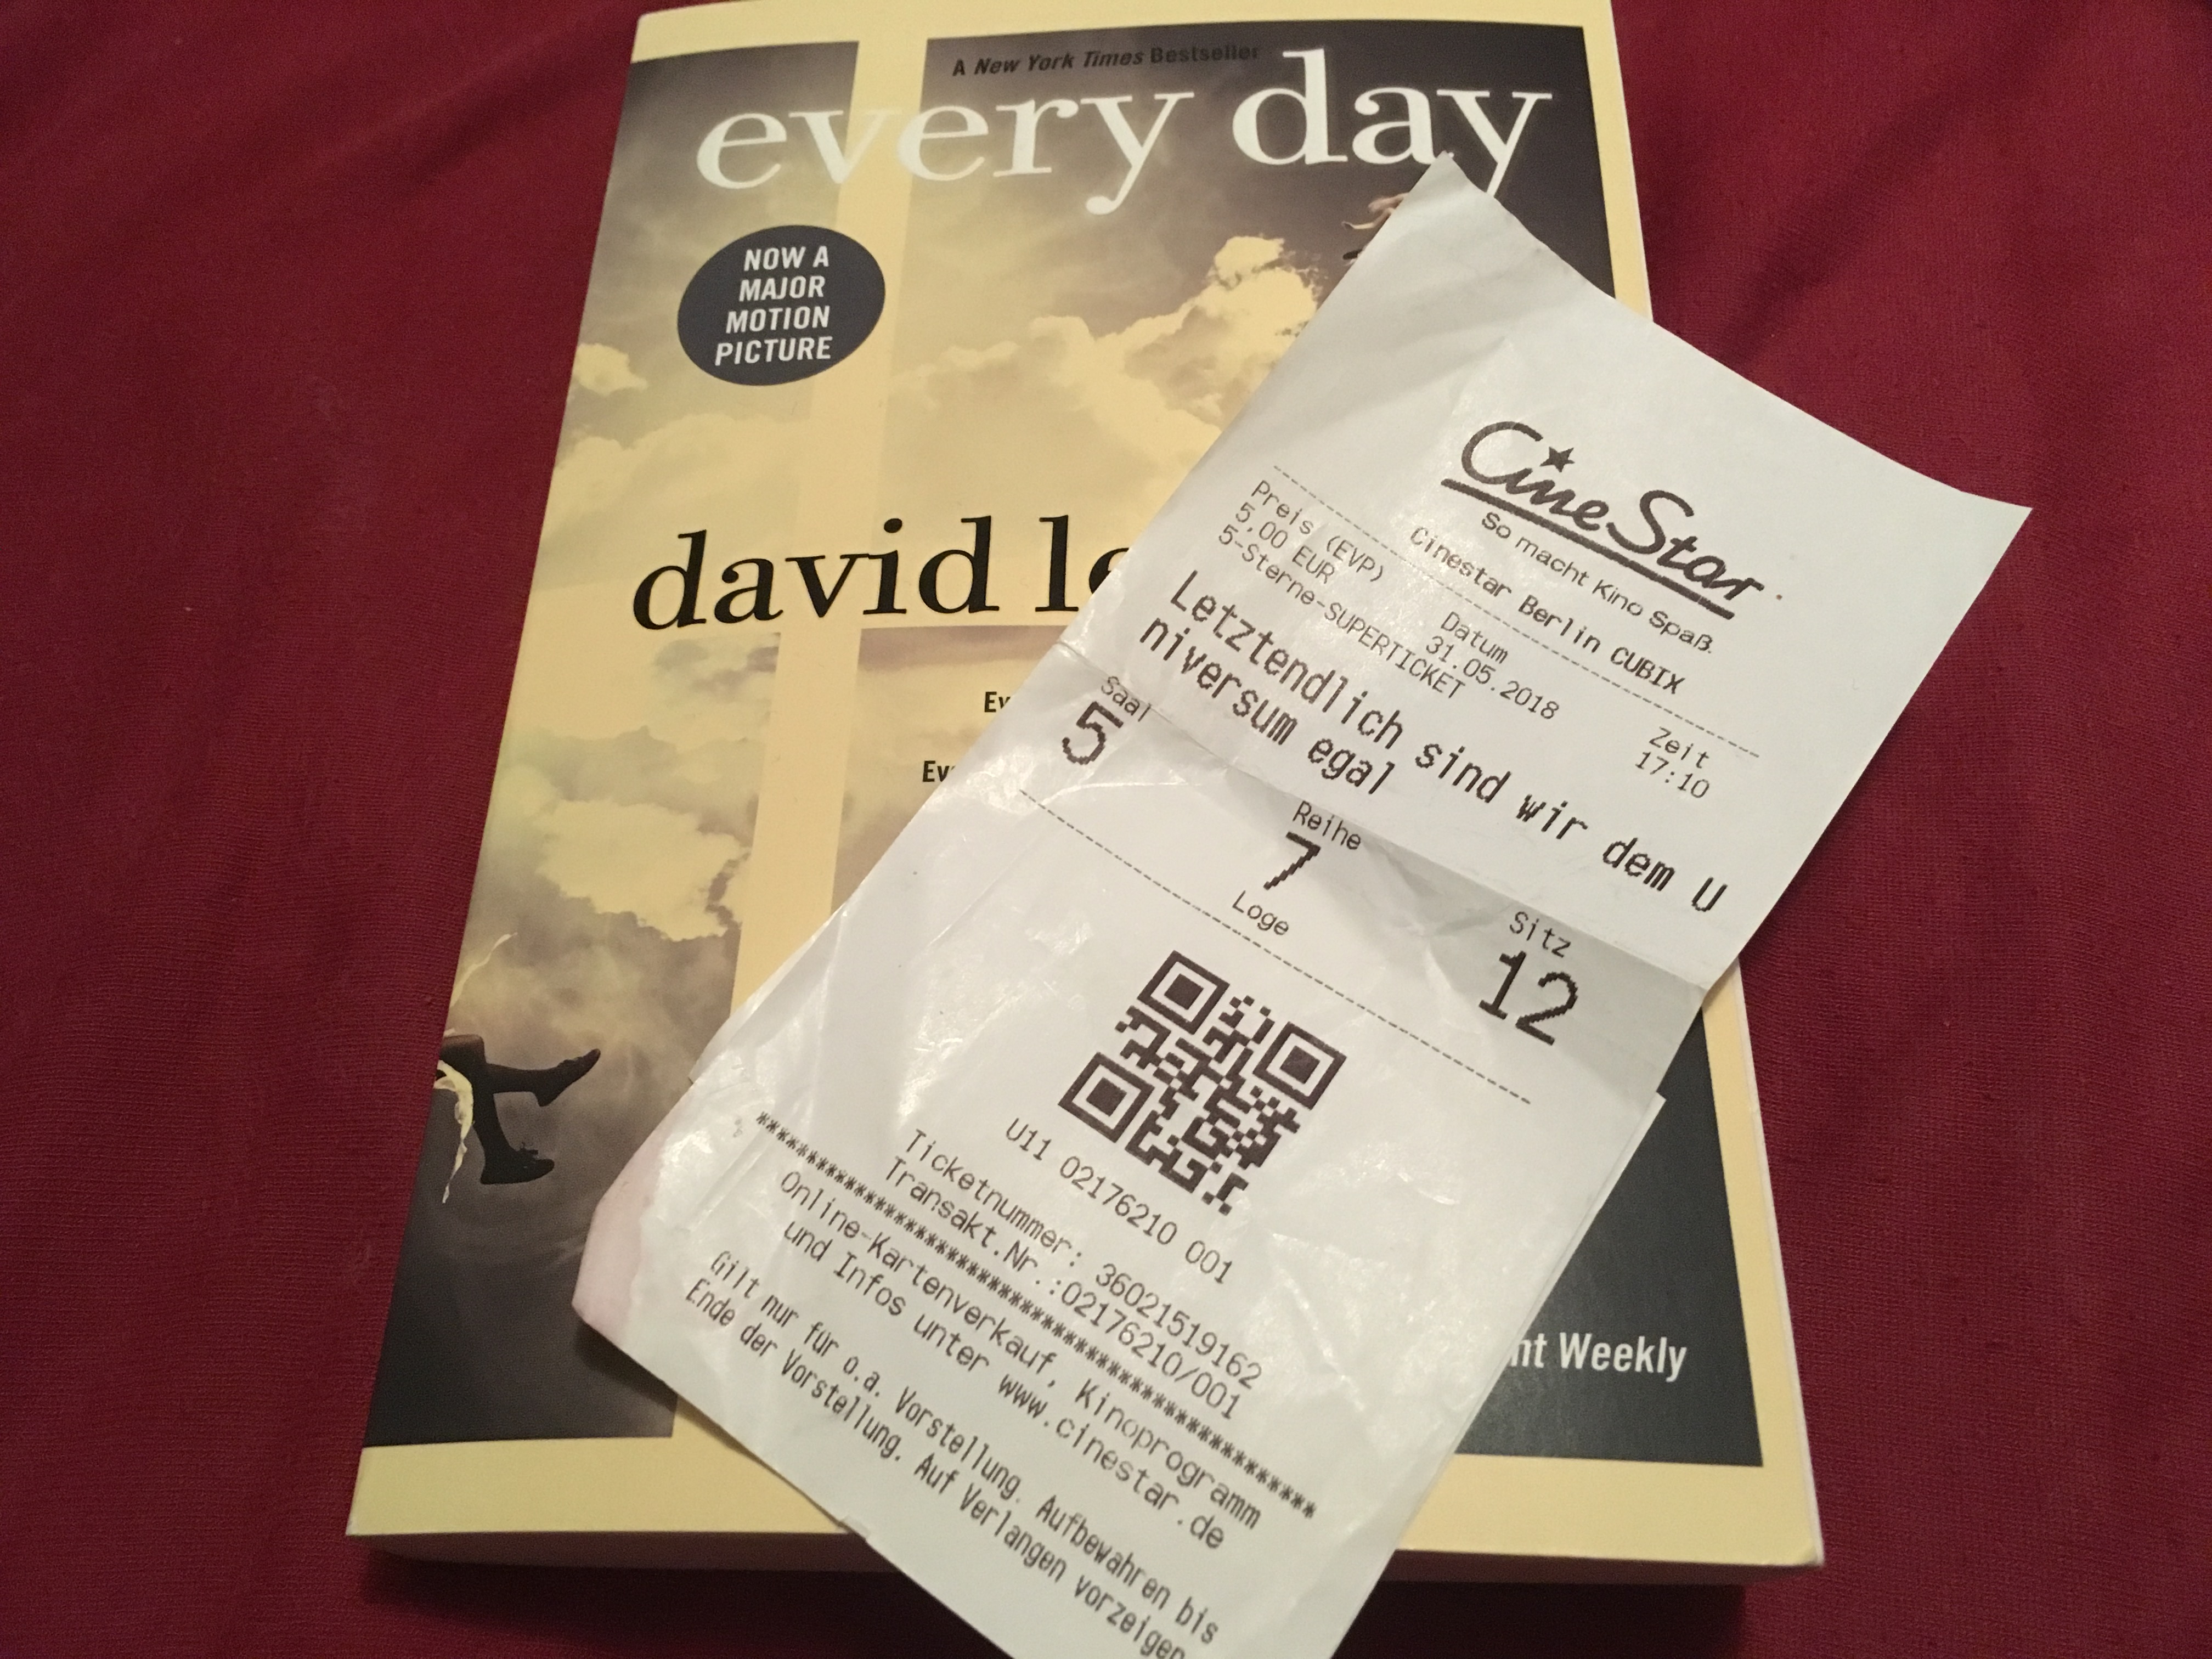 A New York Times Bestseller
every day
NOW A
MAJOR
MOTION
PICTURE
david le
Ev
Ev
nt Weekly
CineStar
So macht Kino Spaß.
Cinestar Berlin CUBIX
Preis (EVP) Datum Zeit
5,00 EUR 31.05.2018 17:10
5-Sterne-SUPERTICKET
Letztendlich sind wir dem U
niversum egal
Saal Reihe Sitz
5 7 12
Loge
U11 02176210 001
Ticketnummer: 36021519162
Transakt.Nr.:02176210/001
****************************************
Online-Kartenverkauf, Kinoprogramm
und Infos unter www.cinestar.de
Gilt nur für o.a. Vorstellung. Aufbewahren bis
Ende der Vorstellung. Auf Verlangen vorzeigen